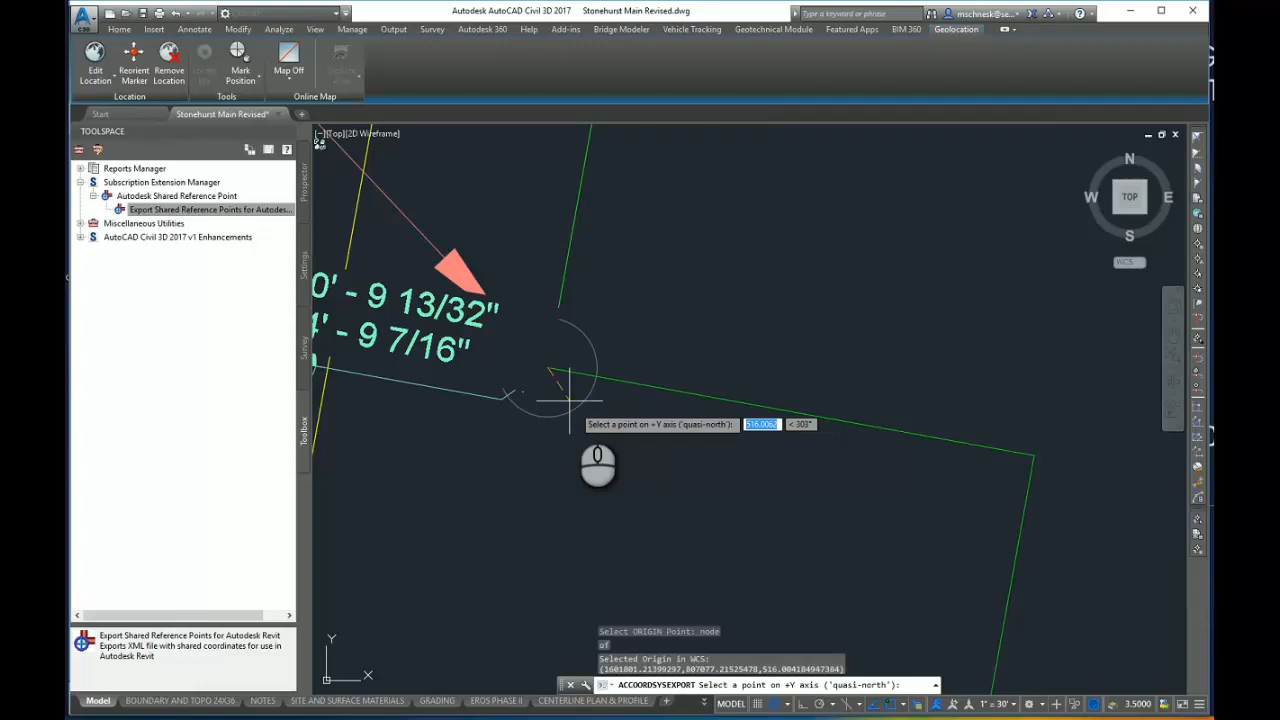 Autodesk AutoCAD Civil 3D 2017 Stonehurst Main Revised.dwg
Type a keyword or phrase
mschnesk@se...
C3D
Home Insert Annotate Modify View Manage Output Survey Autodesk 360 Help Add-ins Bridge Modeler Vehicle Tracking Geotechnical Module Featured Apps BIM 360 Geolocation
Edit Location
Reorient Marker
Remove Location
Mark Position
Map Off
Location Tools Online Map
Start Stonehurst Main Revised*
TOOLSPACE
Reports Manager
Subscription Extension Manager
Autodesk Shared Reference Point
Export Shared Reference Points for Autodes...
Miscellaneous Utilities
AutoCAD Civil 3D 2017 v1 Enhancements
Prospector
Settings
Survey
Toolbox
[−][Top][2D Wireframe]
N
W TOP E
S
WCS
0' - 9 13/32"
4' - 9 7/16"
Select a point on +Y axis ('quasi-north'): < 303°
Select ORIGIN Point: node
of
Selected Origin in WCS:
(1601801.21399297,807077.21525478,516.004184947384)
ACCOORDSYSEXPORT Select a point on +Y axis ('quasi-north'):
Y
X
Export Shared Reference Points for Autodesk Revit
Exports XML file with shared coordinates for use in
Autodesk Revit
Model BOUNDARY AND TOPO 24X36 NOTES SITE AND SURFACE MATERIALS GRADING EROS PHASE II CENTERLINE PLAN & PROFILE
MODEL 1" = 30' 3.5000